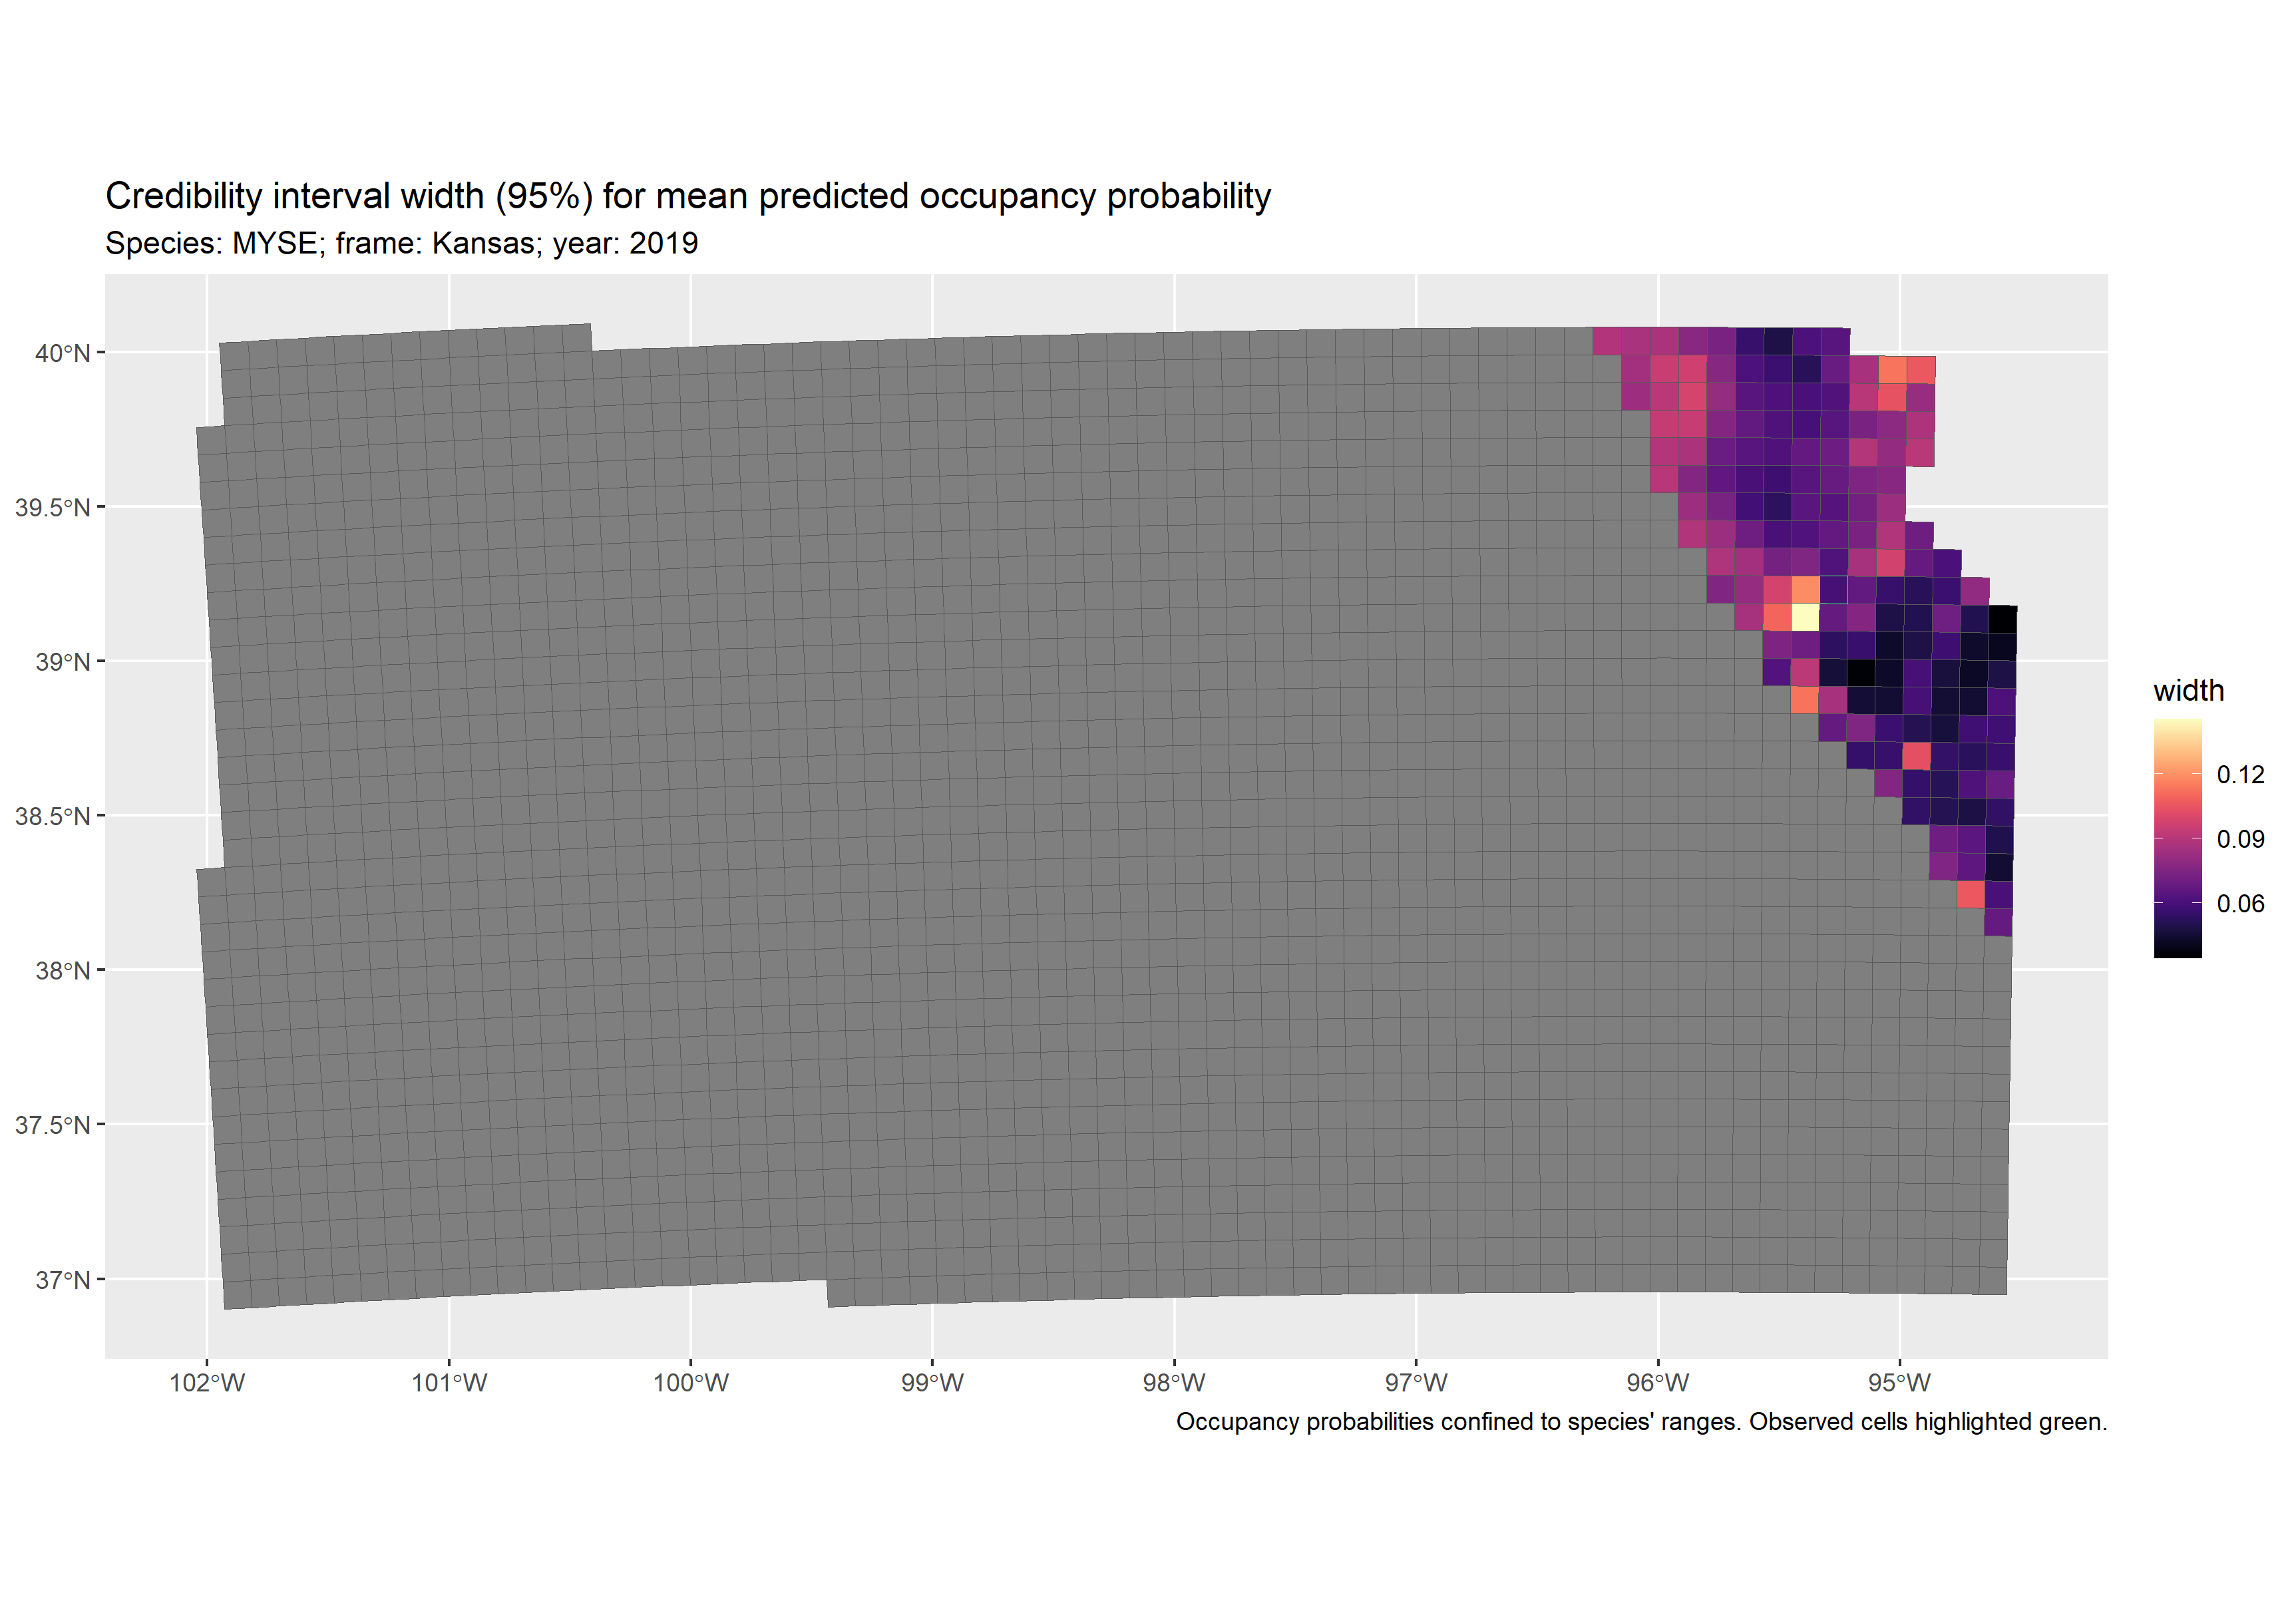 Credibility interval width (95%) for mean predicted occupancy probability
Species: MYSE; frame: Kansas; year: 2019
40°N
39.5°N
39°N
38.5°N
38°N
37.5°N
37°N
102°W
101°W
100°W
99°W
98°W
97°W
96°W
95°W
width
0.12
0.09
0.06
Occupancy probabilities confined to species' ranges. Observed cells highlighted green.